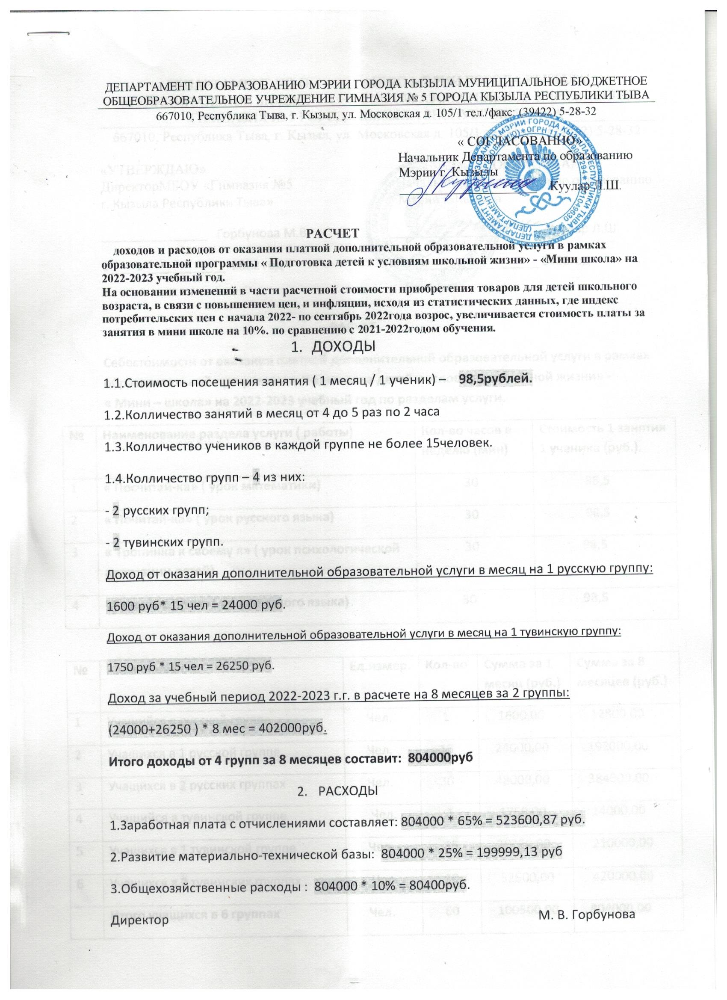 ДЕПАРТАМЕНТ ПО ОБРАЗОВАНИЮ МЭРИИ ГОРОДА КЫЗЫЛА МУНИЦИПАЛЬНОЕ БЮДЖЕТНОЕ
ОБЩЕОБРАЗОВАТЕЛЬНОЕ УЧРЕЖДЕНИЕ ГИМНАЗИЯ № 5 ГОРОДА КЫЗЫЛА РЕСПУБЛИКИ ТЫВА
667010, Республика Тыва, г. Кызыл, ул. Московская д. 105/1 тел./факс: (39422) 5-28-32
« СОГЛАСОВАННО»
Начальник Департамента по образованию
Мэрии г. Кызылы
Куулар Л.Ш.
РАСЧЕТ
доходов и расходов от оказания платной дополнительной образовательной услуги в рамках
образовательной программы « Подготовка детей к условиям школьной жизни» - «Мини школа» на
2022-2023 учебный год.
На основании изменений в части расчетной стоимости приобретения товаров для детей школьного
возраста, в связи с повышением цен, и инфляции, исходя из статистических данных, где индекс
потребительских цен с начала 2022- по сентябрь 2022года возрос, увеличивается стоимость платы за
занятия в мини школе на 10%. по сравнению с 2021-2022годом обучения.
1. ДОХОДЫ
1.1.Стоимость посещения занятия ( 1 месяц / 1 ученик) – 98,5рублей.
1.2.Колличество занятий в месяц от 4 до 5 раз по 2 часа
1.3.Колличество учеников в каждой группе не более 15человек.
1.4.Колличество групп – 4 из них:
- 2 русских групп;
- 2 тувинских групп.
Доход от оказания дополнительной образовательной услуги в месяц на 1 русскую группу:
1600 руб* 15 чел = 24000 руб.
Доход от оказания дополнительной образовательной услуги в месяц на 1 тувинскую группу:
1750 руб * 15 чел = 26250 руб.
Доход за учебный период 2022-2023 г.г. в расчете на 8 месяцев за 2 группы:
(24000+26250 ) * 8 мес = 402000руб.
Итого доходы от 4 групп за 8 месяцев составит: 804000руб
2. РАСХОДЫ
1.Заработная плата с отчислениями составляет: 804000 * 65% = 523600,87 руб.
2.Развитие материально-технической базы: 804000 * 25% = 199999,13 руб
3.Общехозяйственные расходы : 804000 * 10% = 80400руб.
Директор М. В. Горбунова